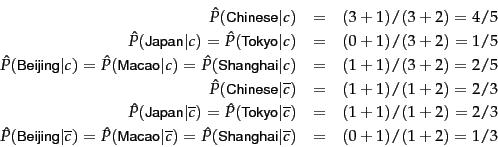 P̂(Chinese|c) = (3 + 1)/(3 + 2) = 4/5
P̂(Japan|c) = P̂(Tokyo|c) = (0 + 1)/(3 + 2) = 1/5
P̂(Beijing|c) = P̂(Macao|c) = P̂(Shanghai|c) = (1 + 1)/(3 + 2) = 2/5
P̂(Chinese|c̅) = (1 + 1)/(1 + 2) = 2/3
P̂(Japan|c̅) = P̂(Tokyo|c̅) = (1 + 1)/(1 + 2) = 2/3
P̂(Beijing|c̅) = P̂(Macao|c̅) = P̂(Shanghai|c̅) = (0 + 1)/(1 + 2) = 1/3